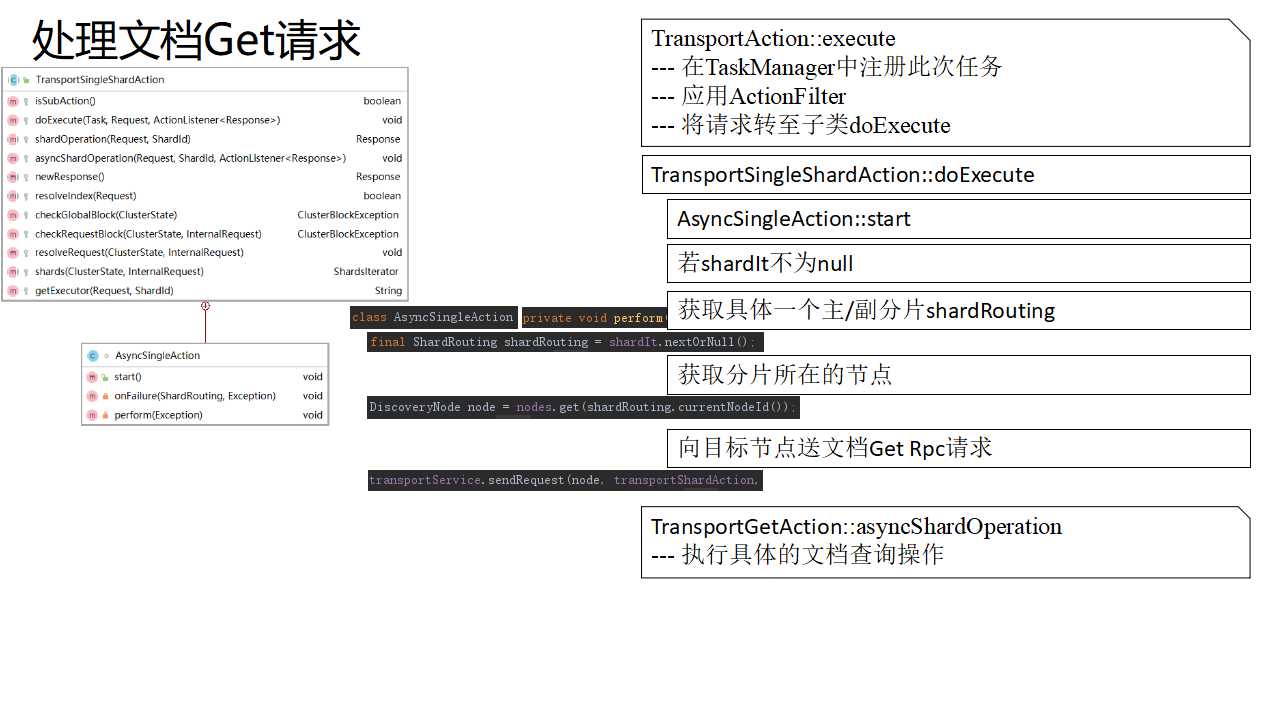 处理文档Get请求
TransportSingleShardAction
isSubAction() boolean
doExecute(Task, Request, ActionListener<Response>) void
shardOperation(Request, ShardId) Response
asyncShardOperation(Request, ShardId, ActionListener<Response>) void
newResponse() Response
resolveIndex(Request) boolean
checkGlobalBlock(ClusterState) ClusterBlockException
checkRequestBlock(ClusterState, InternalRequest) ClusterBlockException
resolveRequest(ClusterState, InternalRequest) void
shards(ClusterState, InternalRequest) ShardsIterator
getExecutor(Request, ShardId) String
AsyncSingleAction
start() void
onFailure(ShardRouting, Exception) void
perform(Exception) void
TransportAction::execute
--- 在TaskManager中注册此次任务
--- 应用ActionFilter
--- 将请求转至子类doExecute
TransportSingleShardAction::doExecute
AsyncSingleAction::start
若shardIt不为null
获取具体一个主/副分片shardRouting
class AsyncSingleAction private void perform(
final ShardRouting shardRouting = shardIt.nextOrNull();
获取分片所在的节点
DiscoveryNode node = nodes.get(shardRouting.currentNodeId());
向目标节点送文档Get Rpc请求
transportService.sendRequest(node, transportShardAction,
TransportGetAction::asyncShardOperation
--- 执行具体的文档查询操作